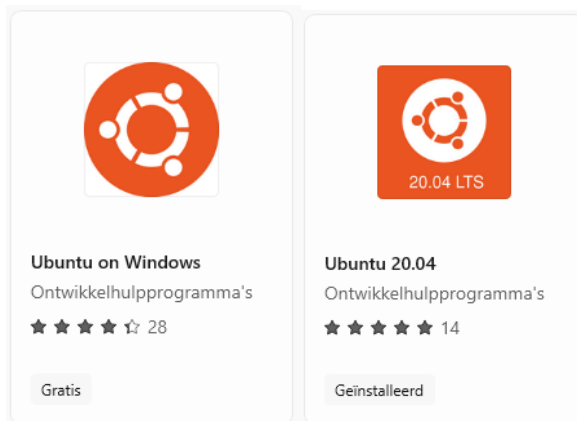 Ubuntu on Windows
Ontwikkelhulpprogramma's
28
Gratis
20.04 LTS
Ubuntu 20.04
Ontwikkelhulpprogramma's
14
Geïnstalleerd